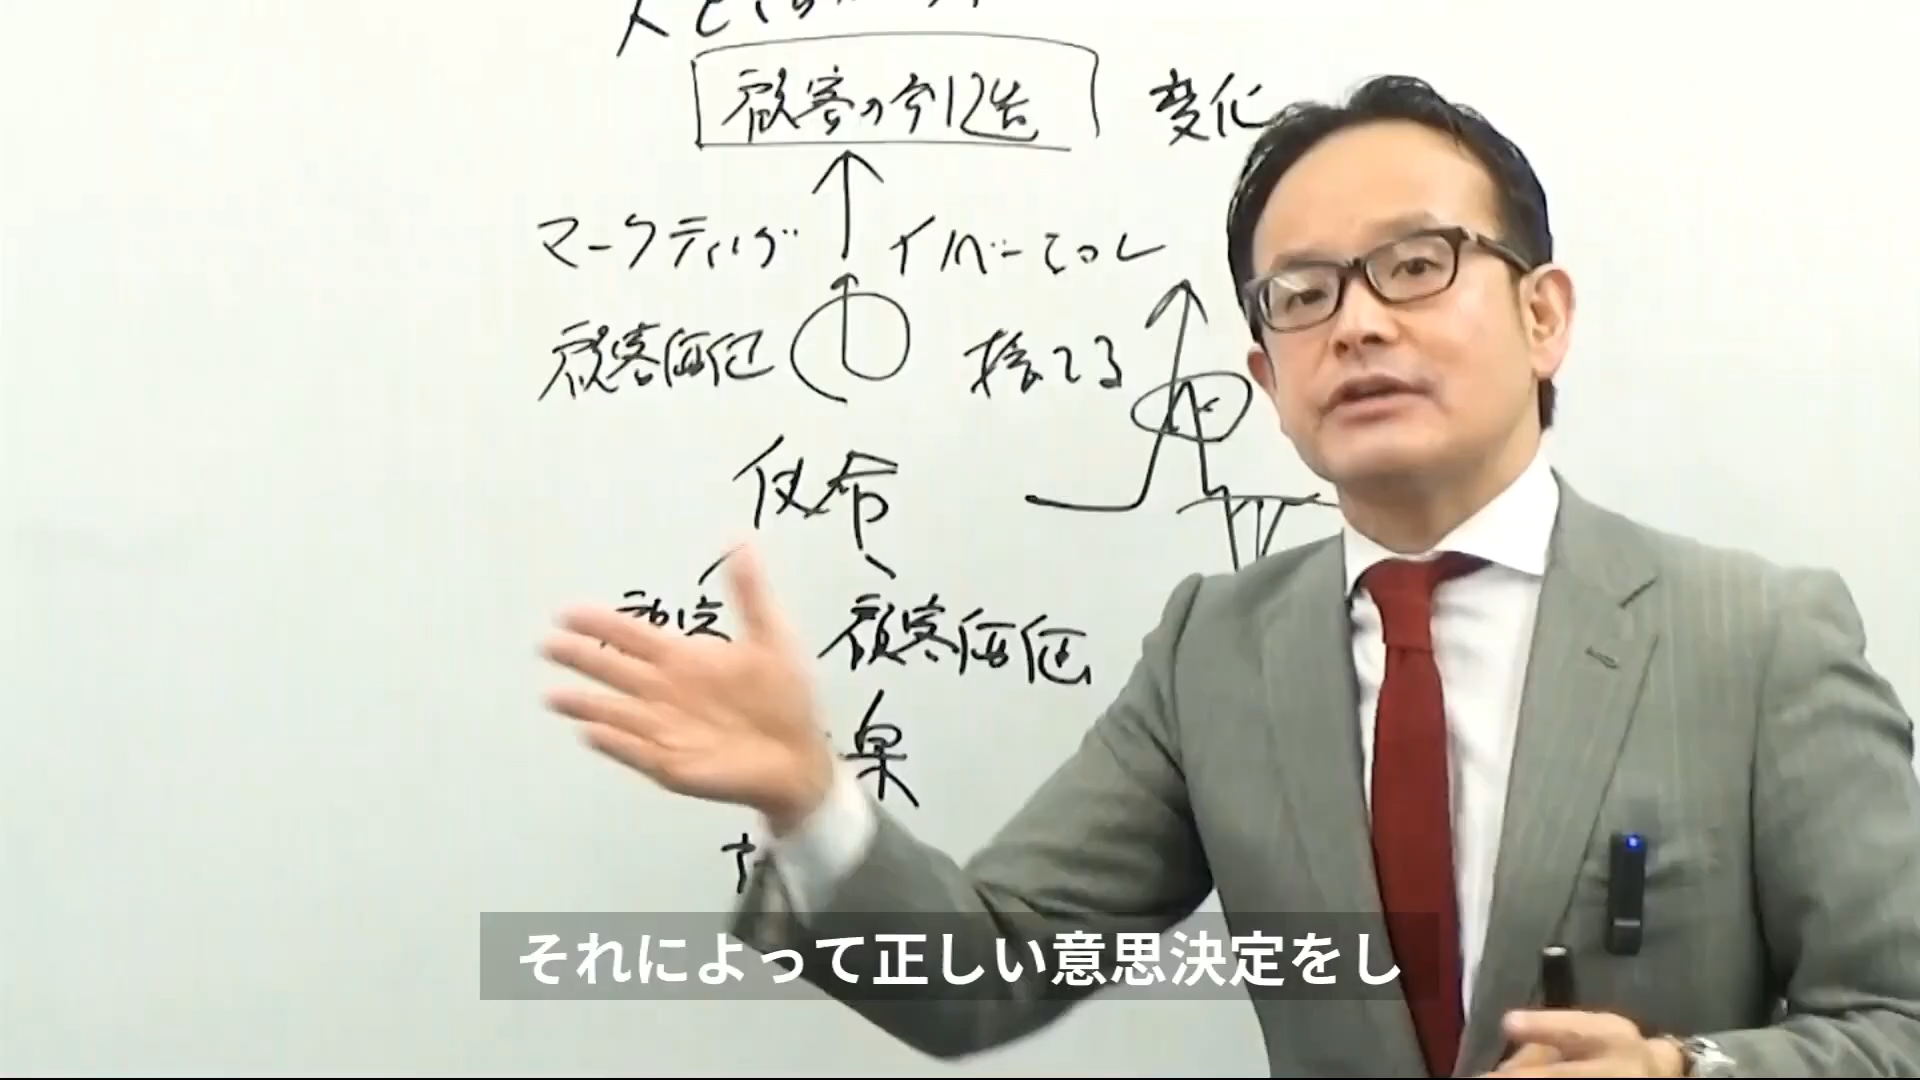 顧客の創造
変化
マーケティング
イノベーション
顧客価値
捨てる
顧客価値
果
それによって正しい意思決定をし